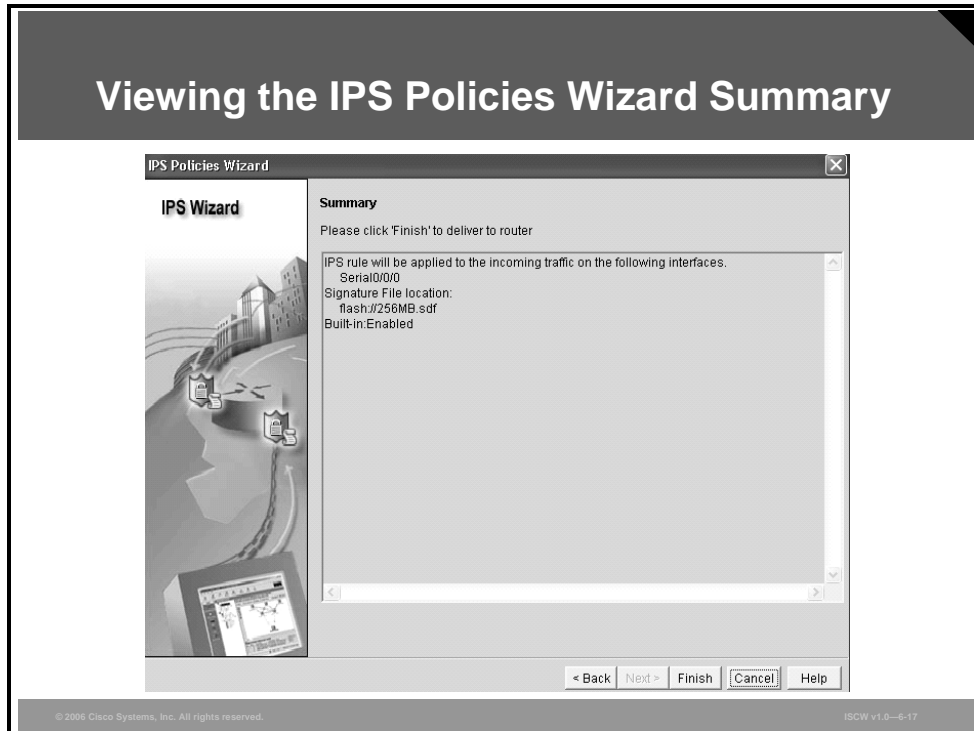 Viewing the IPS Policies Wizard Summary
IPS Policies Wizard
IPS Wizard
Summary
Please click 'Finish' to deliver to router
IPS rule will be applied to the incoming traffic on the following interfaces.
Serial0/0/0
Signature File location:
flash://256MB.sdf
Built-in:Enabled
< Back Next > Finish Cancel Help
© 2006 Cisco Systems, Inc. All rights reserved. ISCW v1.0—6-17